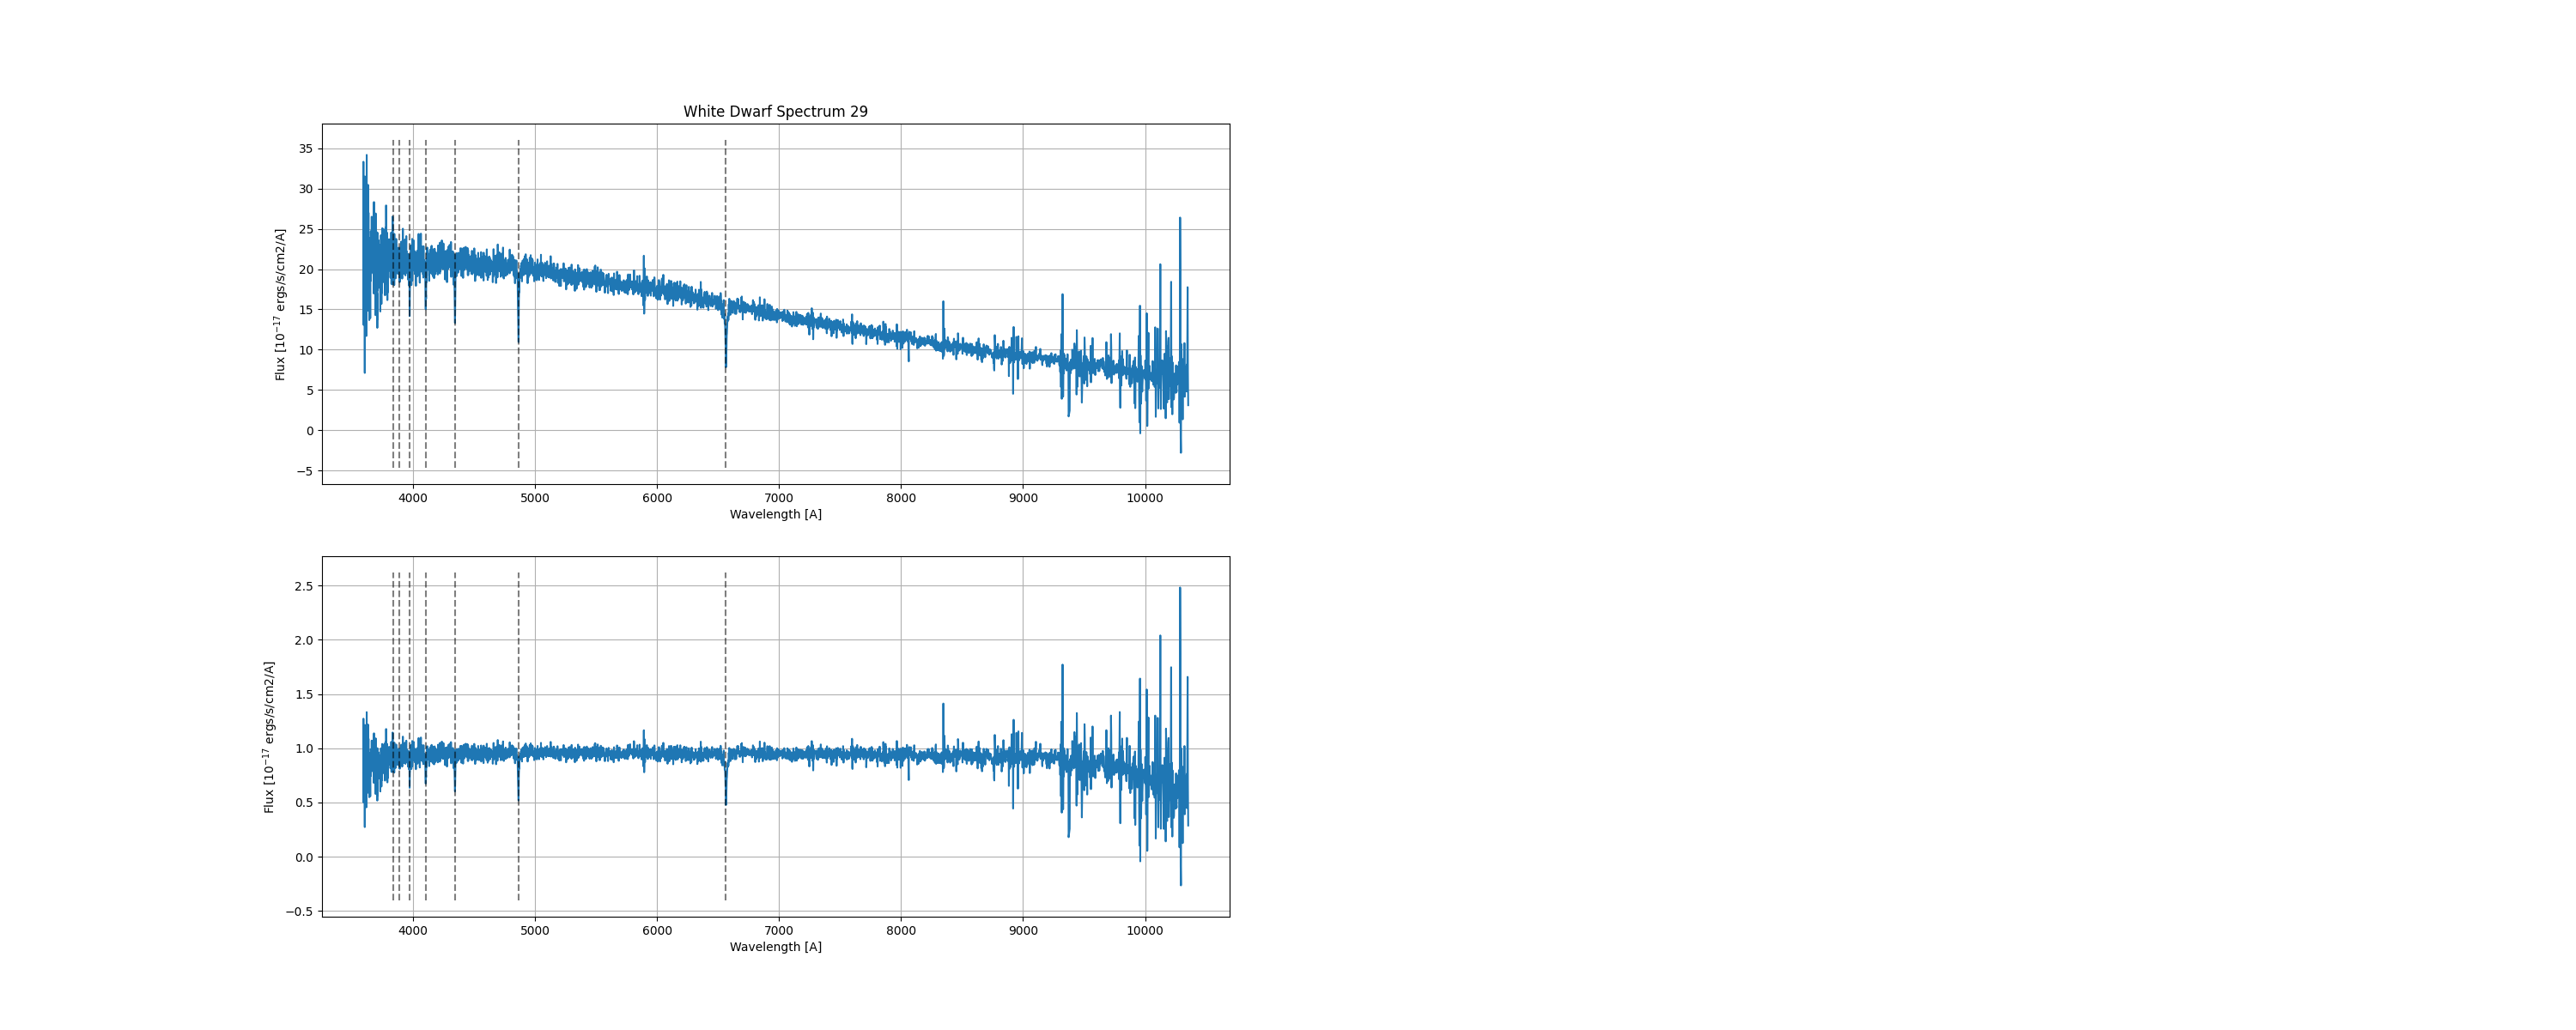 White Dwarf Spectrum 29
35
30
25
20
15
10
5
0
−5
Flux [10⁻¹⁷ ergs/s/cm2/A]
4000 5000 6000 7000 8000 9000 10000
Wavelength [A]
2.5
2.0
1.5
1.0
0.5
0.0
−0.5
Flux [10⁻¹⁷ ergs/s/cm2/A]
4000 5000 6000 7000 8000 9000 10000
Wavelength [A]